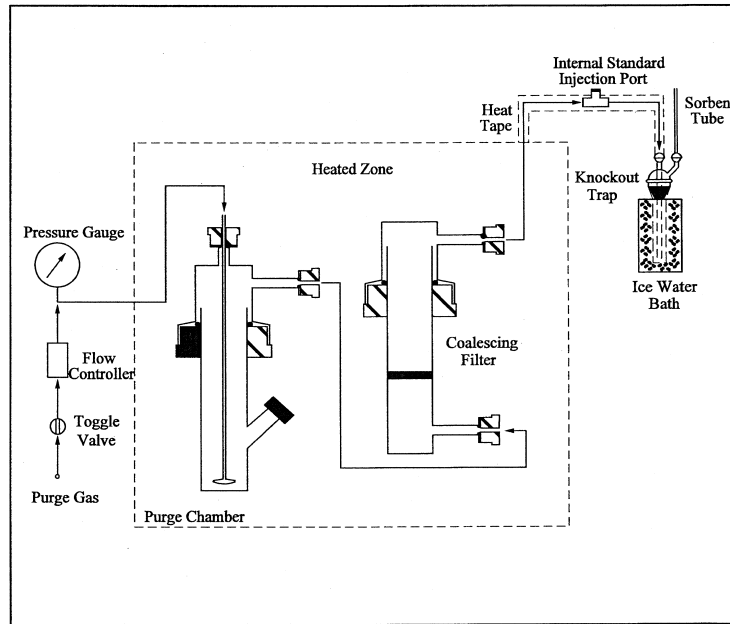 Internal Standard
Injection Port
Heat
Tape
Sorben
Tube
Heated Zone
Knockout
Trap
Pressure Gauge
Ice Water
Bath
Coalescing
Filter
Flow
Controller
Toggle
Valve
Purge Gas
Purge Chamber